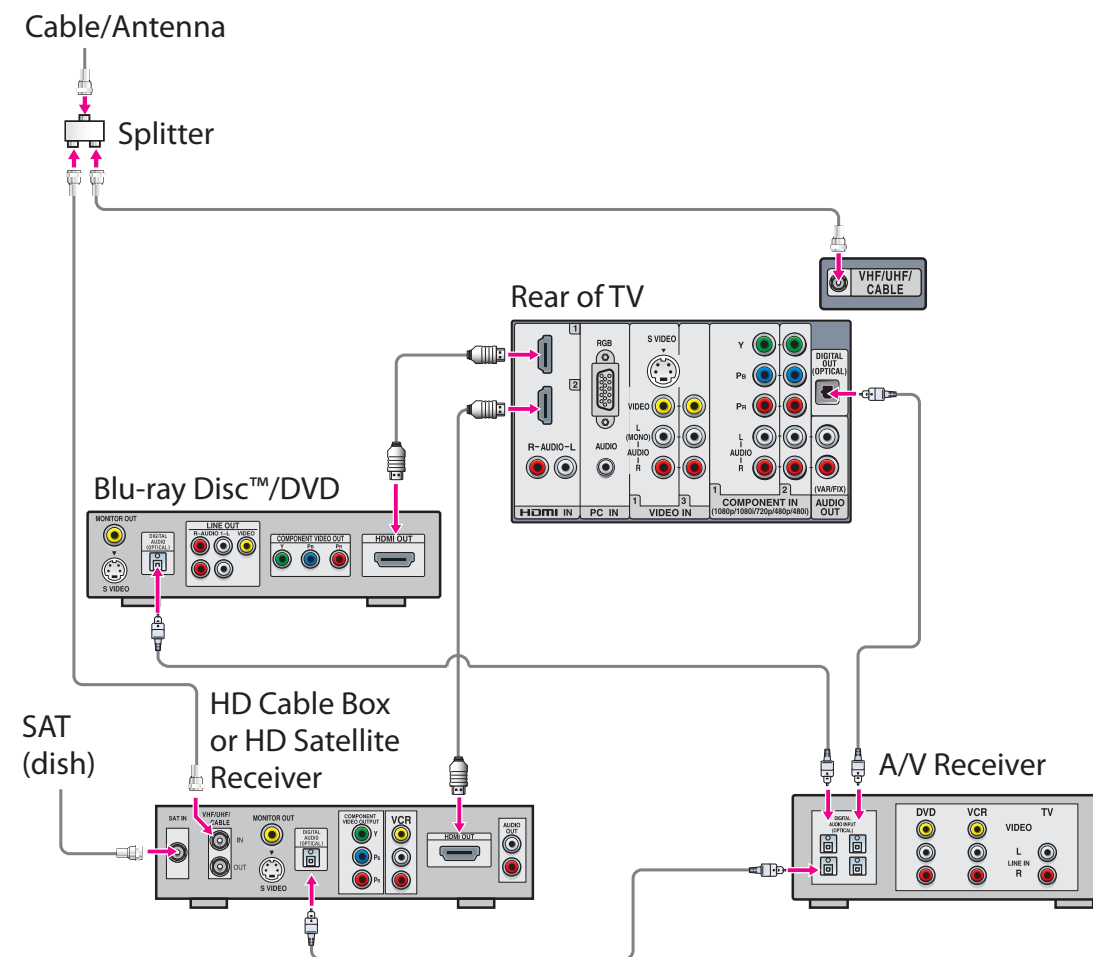 Cable/Antenna
Splitter
VHF/UHF/
CABLE
Rear of TV
1
2
R-AUDIO-L
HDMI IN
RGB
AUDIO
PC IN
S VIDEO
VIDEO
L
(MONO)
AUDIO
R
1
3
VIDEO IN
Y
PB
PR
L
AUDIO
R
1
2
COMPONENT IN
(1080p/1080i/720p/480p/480i)
DIGITAL
OUT
(OPTICAL)
(VAR/FIX)
AUDIO
OUT
Blu-ray Disc™/DVD
MONITOR OUT
S VIDEO
DIGITAL
AUDIO
(OPTICAL)
LINE OUT
R-AUDIO 1-L VIDEO
COMPONENT VIDEO OUT
Y PB PR
HDMI OUT
SAT
(dish)
HD Cable Box
or HD Satellite
Receiver
SAT IN
VHF/UHF/
CABLE
IN
OUT
MONITOR OUT
S VIDEO
DIGITAL
AUDIO
(OPTICAL)
COMPONENT
VIDEO OUTPUT
Y
PB
PR
VCR
HDMI OUT
AUDIO
OUT
A/V Receiver
DIGITAL
AUDIO INPUT
(OPTICAL)
DVD VCR TV
VIDEO
L
LINE IN
R